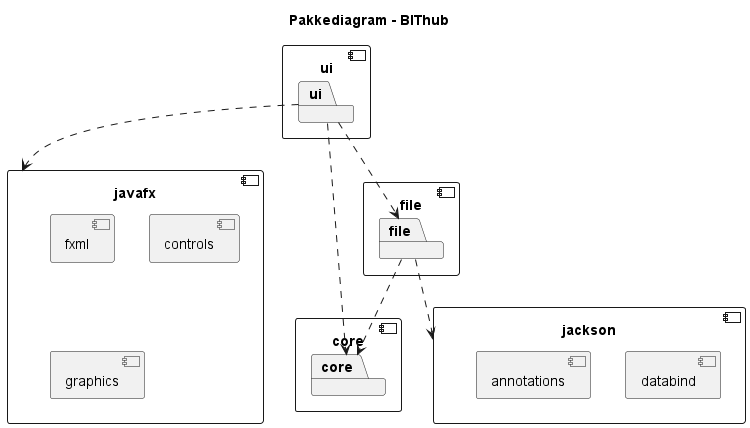 Pakkediagram - BIThub
ui
ui
javafx
fxml
controls
graphics
file
file
core
core
jackson
annotations
databind